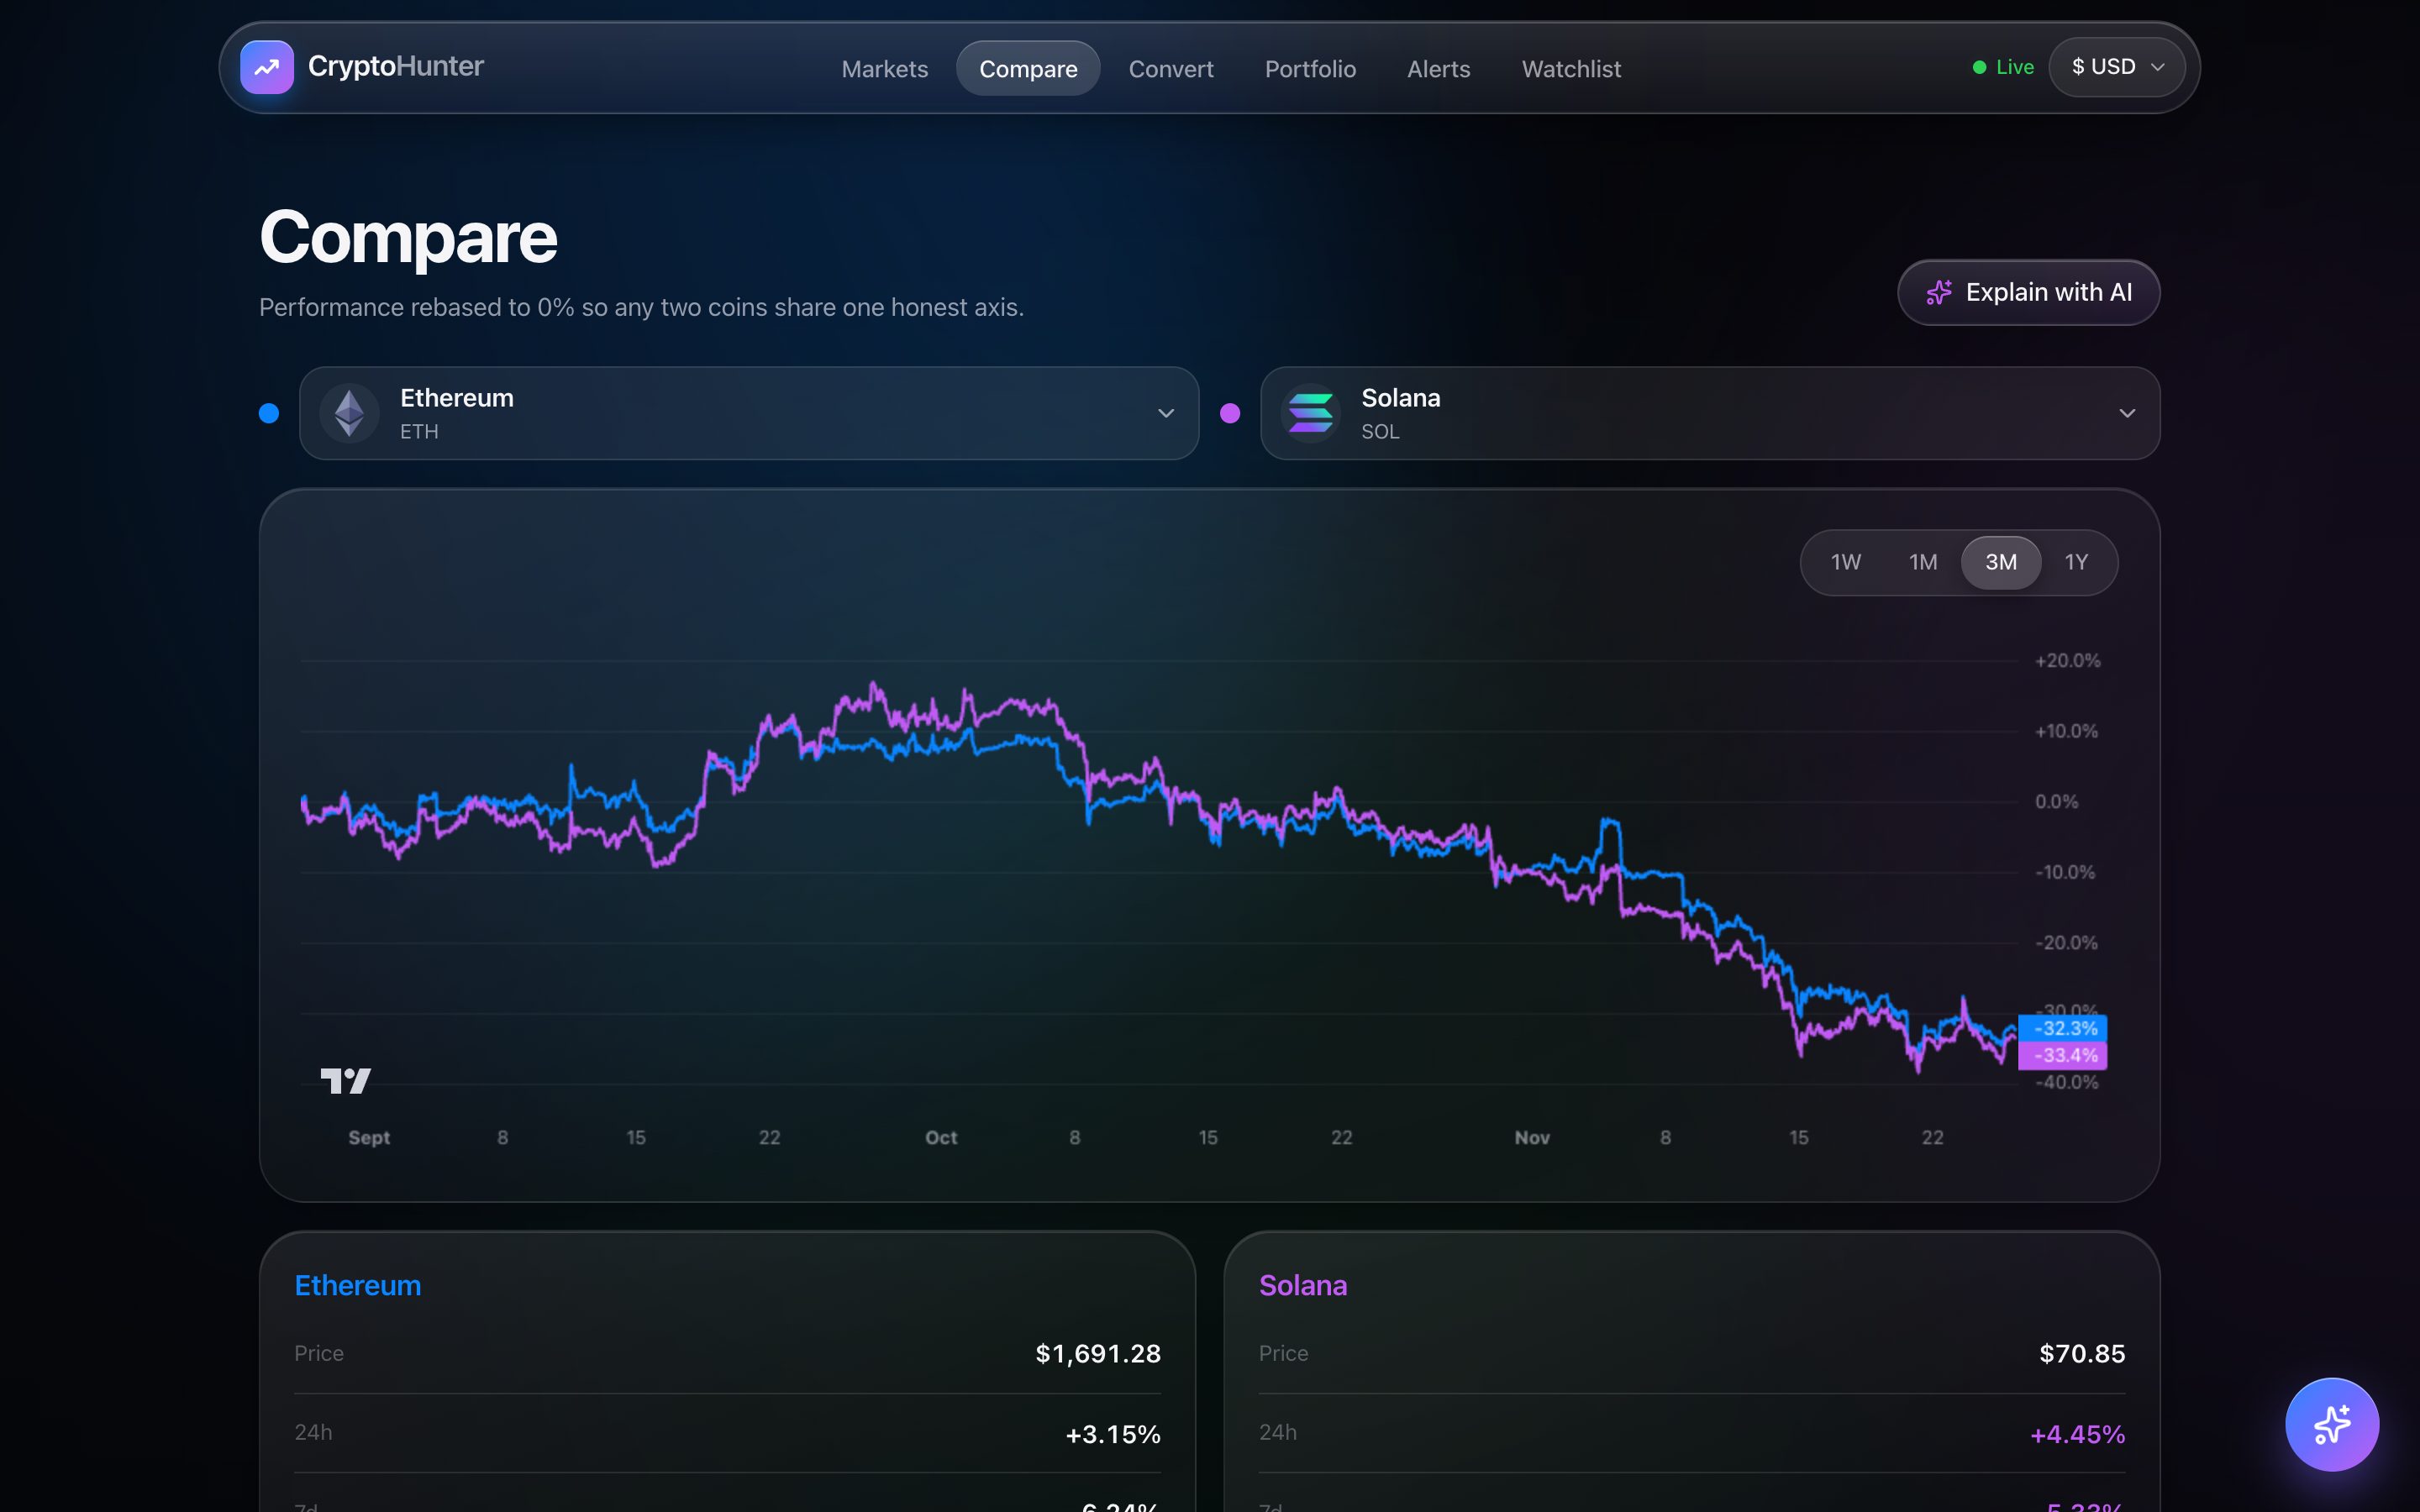 CryptoHunter
Markets
Compare
Convert
Portfolio
Alerts
Watchlist
Live
$ USD
Compare
Performance rebased to 0% so any two coins share one honest axis.
Explain with AI
Ethereum
ETH
Solana
SOL
1W
1M
3M
1Y
+20.0%
+10.0%
0.0%
-10.0%
-20.0%
-30.0%
-32.3%
-33.4%
-40.0%
Sept
8
15
22
Oct
8
15
22
Nov
8
15
22
Ethereum
Price
$1,691.28
24h
+3.15%
Solana
Price
$70.85
24h
+4.45%